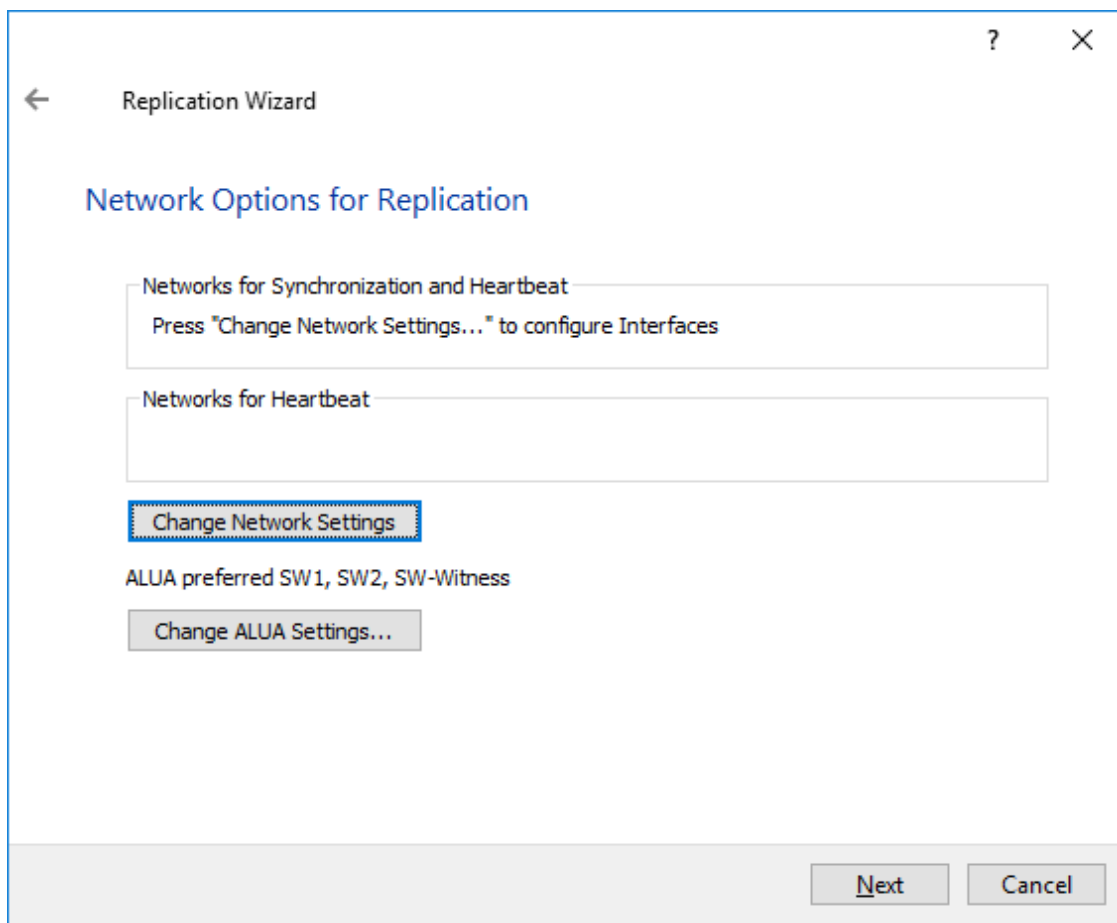 ?
Replication Wizard
Network Options for Replication
Networks for Synchronization and Heartbeat
Press "Change Network Settings..." to configure Interfaces
Networks for Heartbeat
Change Network Settings
ALUA preferred SW1, SW2, SW-Witness
Change ALUA Settings...
Next Cancel